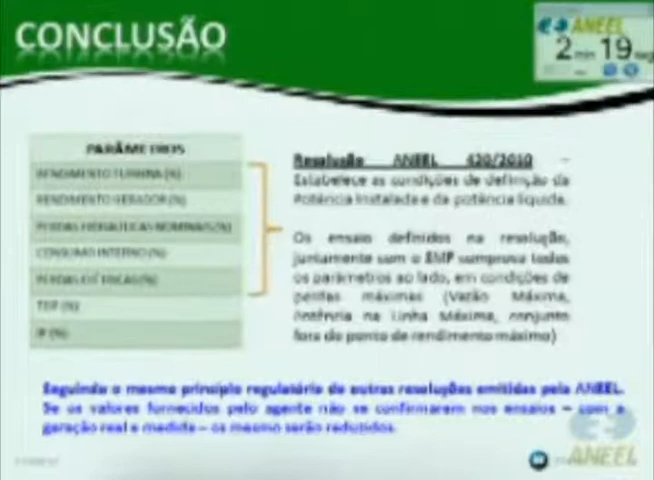 CONCLUSÃO
ANEEL
2 min 19 seg
PARÂMETROS
RENDIMENTO TURBINA (%)
RENDIMENTO GERADOR (%)
PERDAS HIDRÁULICAS NOMINAIS (%)
CONSUMO INTERNO (%)
PERDAS ELÉTRICAS (%)
TEIF (%)
IP (%)
Resolução ANEEL 420/2010 –
Estabelece as condições de definição da
Potência Instalada e da potência líquida.
Os ensaio definidos na resolução,
juntamente com o SMF comprova todos
os parâmetros ao lado, em condições de
perdas máximas (Vazão Máxima,
Potência na Linha Máxima, conjunto
fora do ponto de rendimento máximo)
Seguindo o mesmo princípio regulatório de outras resoluções emitidas pela ANEEL.
Se os valores fornecidos pelo agente não se confirmarem nos ensaios – com a
geração real e medida – os mesmo serão reduzidos.
ANEEL